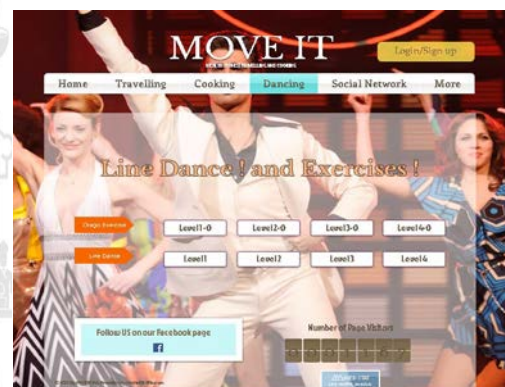 MOVE IT
Login/Sign up
Home Travelling Cooking Dancing Social Network More
Line Dance ! and Exercises !
Exercise Level1-0 Level2-0 Level3-0 Level4-0
Line Dance Level1 Level2 Level3 Level4
Follow US on our Facebook page
Number of Page Visitors